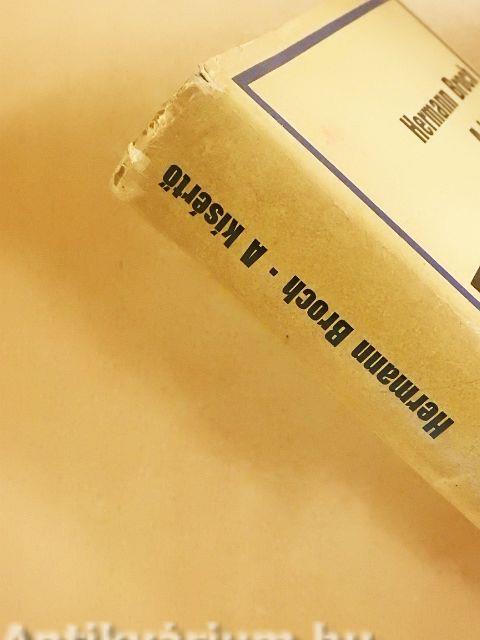 Hermann Broch
Hermann Broch · A kísértő
Antikvárium.hu